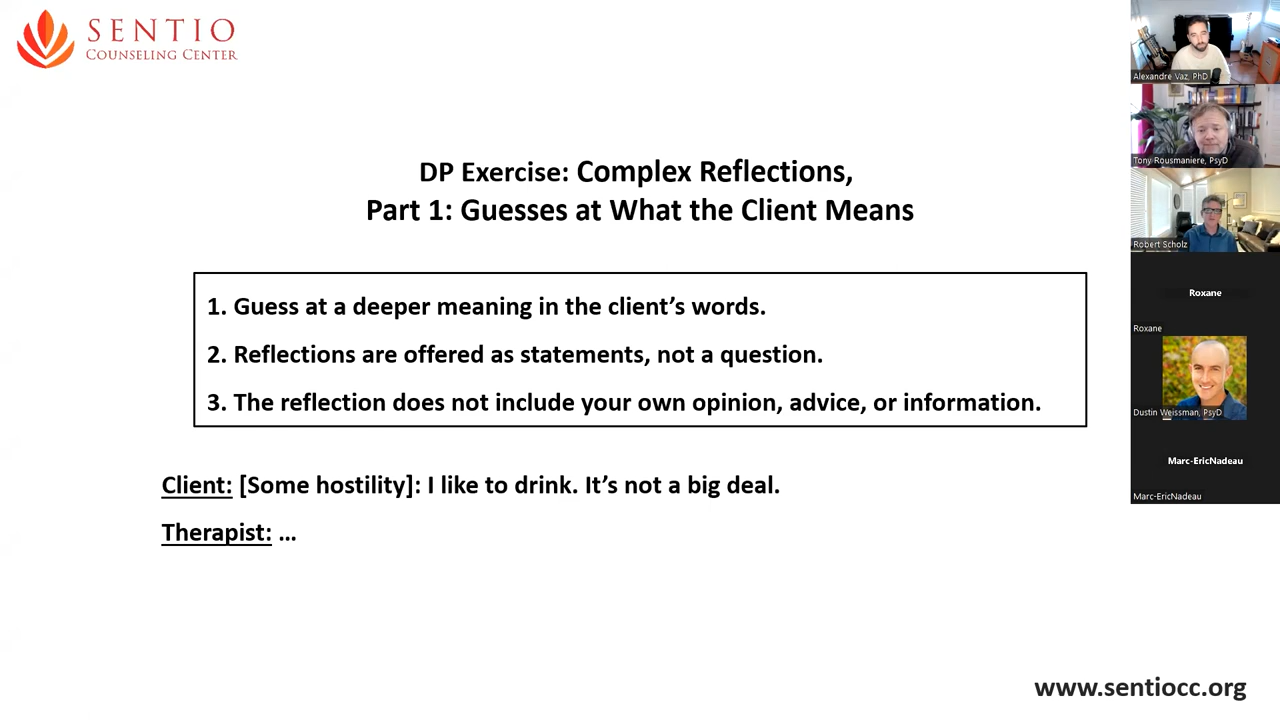 SENTIO
COUNSELING CENTER
DP Exercise: Complex Reflections,
Part 1: Guesses at What the Client Means
1. Guess at a deeper meaning in the client’s words.
2. Reflections are offered as statements, not a question.
3. The reflection does not include your own opinion, advice, or information.
Client: [Some hostility]: I like to drink. It’s not a big deal.
Therapist: ...
www.sentiocc.org
Alexandre Vaz, PhD
Tony Rousmaniere, PsyD
Robert Scholz
Roxane
Roxane
Dustin Weissman, PsyD
Marc-EricNadeau
Marc-EricNadeau